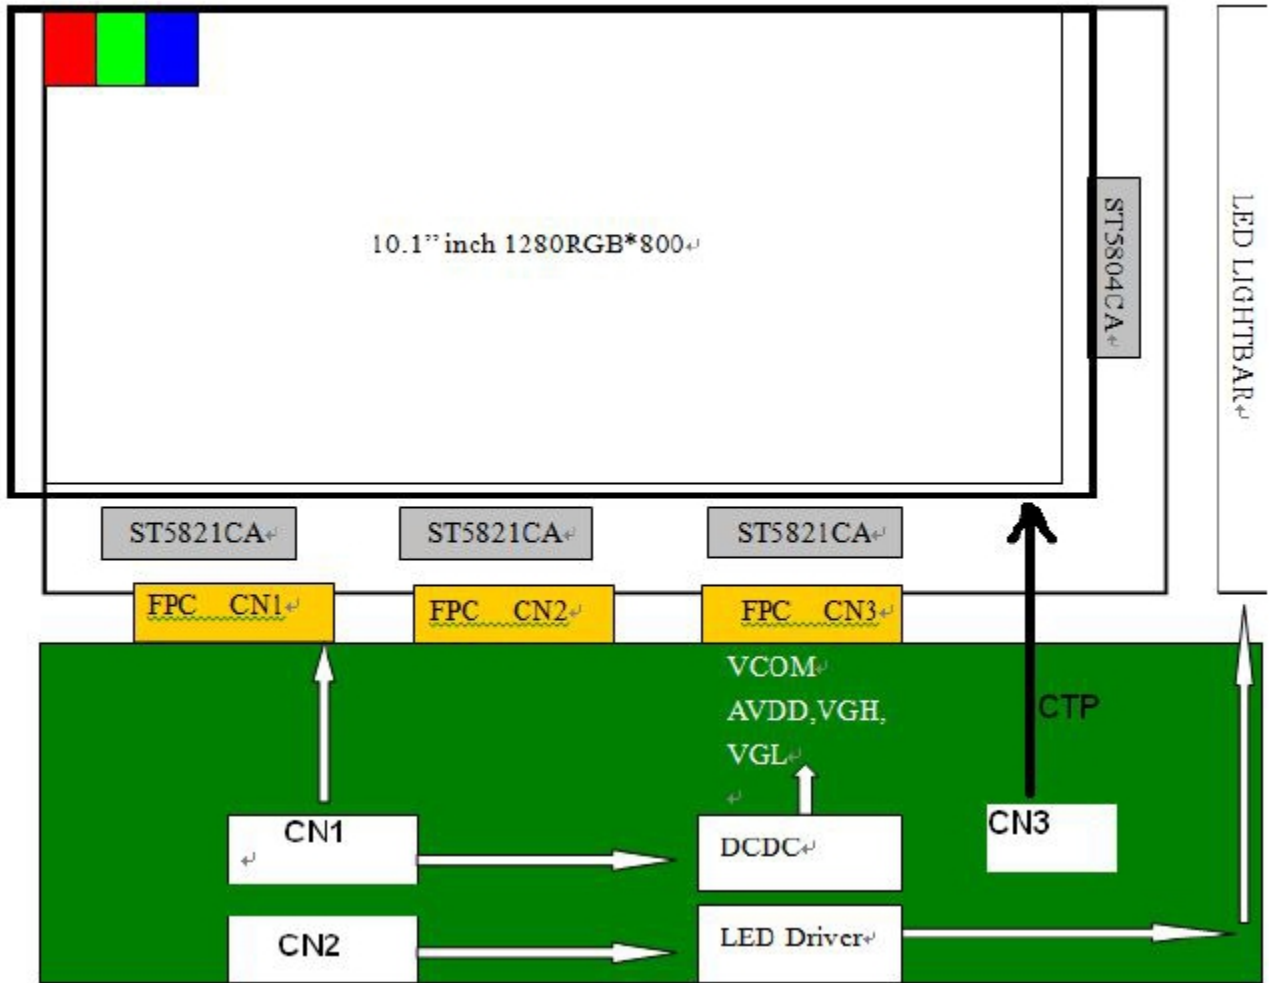 10.1” inch 1280RGB*800
ST5804CA
LED LIGHTBAR
ST5821CA
ST5821CA
ST5821CA
FPC CN1
FPC CN2
FPC CN3
VCOM
AVDD,VGH,
VGL
CTP
CN1
DCDC
CN3
CN2
LED Driver